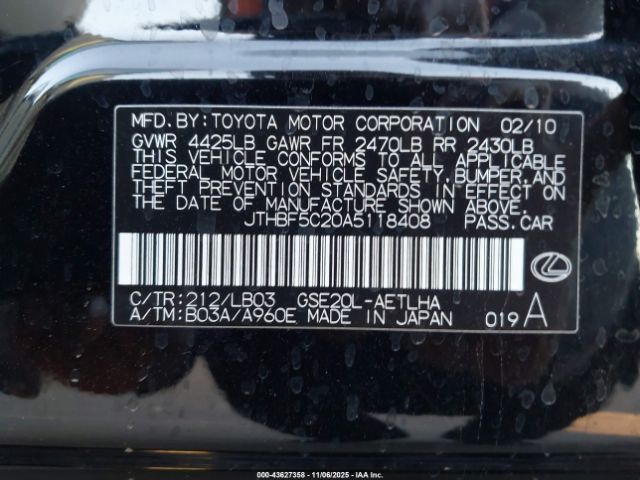 MFD. BY: TOYOTA MOTOR CORPORATION 02/10
GVWR 4425LB GAWR FR 2470LB RR 2430LB
THIS VEHICLE CONFORMS TO ALL APPLICABLE
FEDERAL MOTOR VEHICLE SAFETY, BUMPER, AND
THEFT PREVENTION STANDARDS IN EFFECT ON
THE DATE OF MANUFACTURE SHOWN ABOVE.
JTHBF5C20A5118408 PASS. CAR
C/TR: 212/LB03 GSE20L-AETLHA
A/TM: B03A/A960E MADE IN JAPAN 019 A
000-43627358 - 11/06/2025 - IAA Inc.